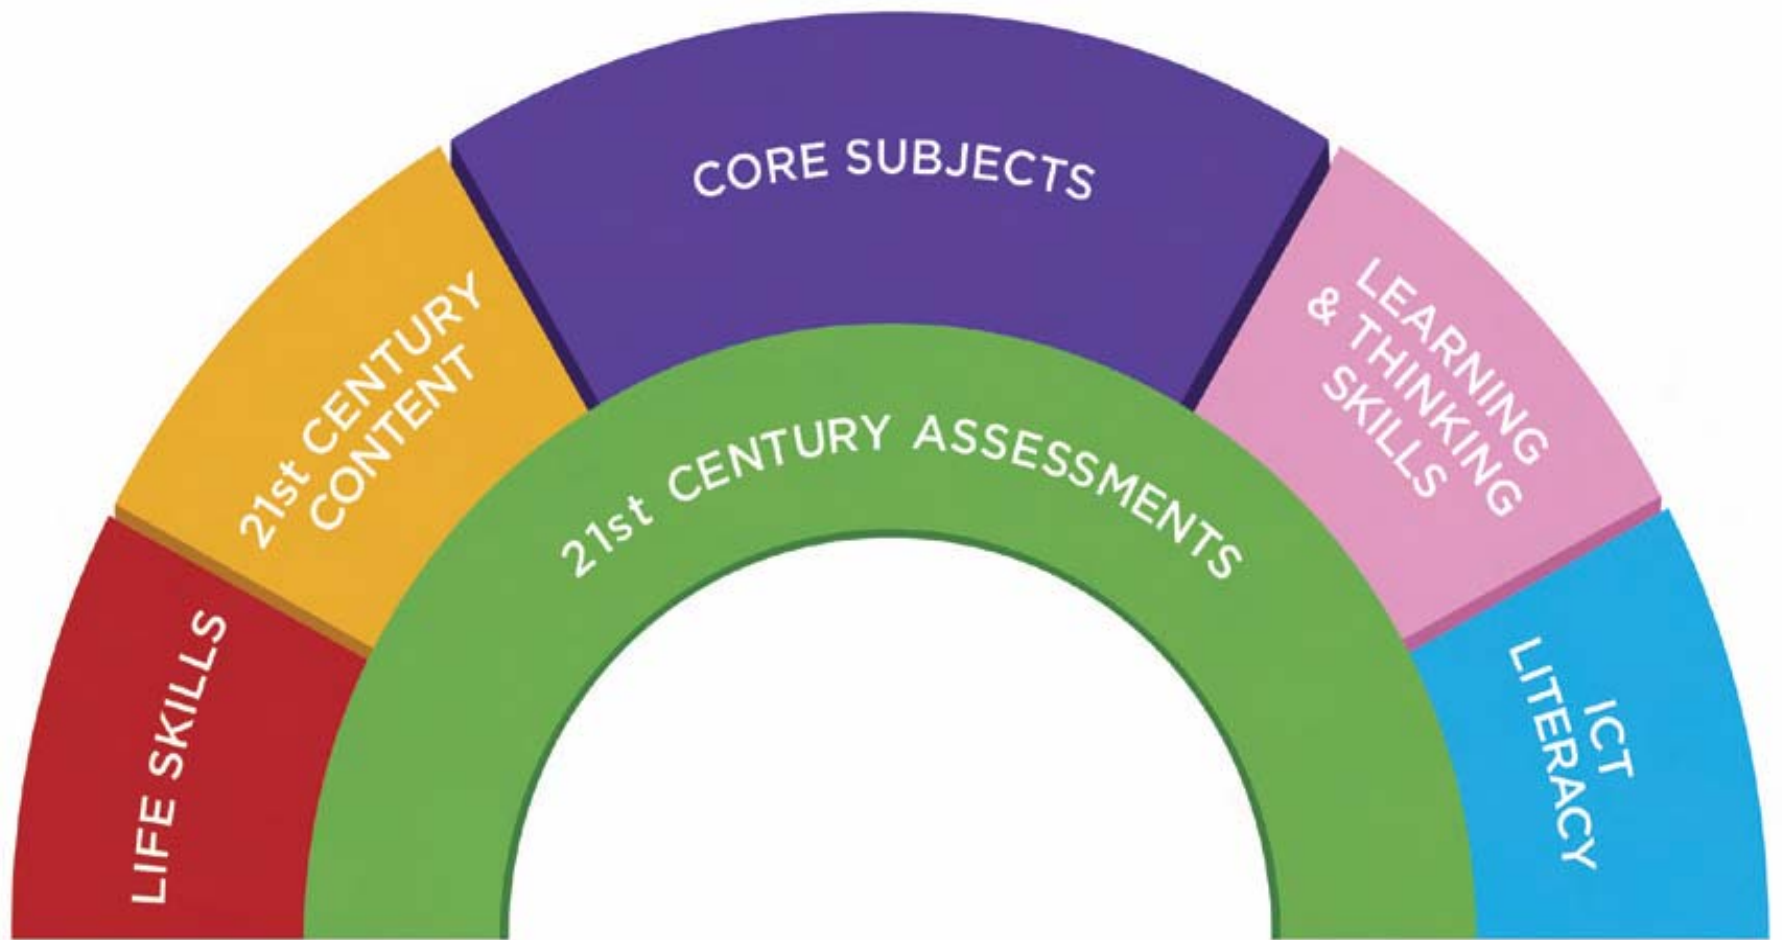 CORE SUBJECTS
21st CENTURY
CONTENT
LEARNING
& THINKING
SKILLS
21st CENTURY ASSESSMENTS
LIFE SKILLS
ICT
LITERACY